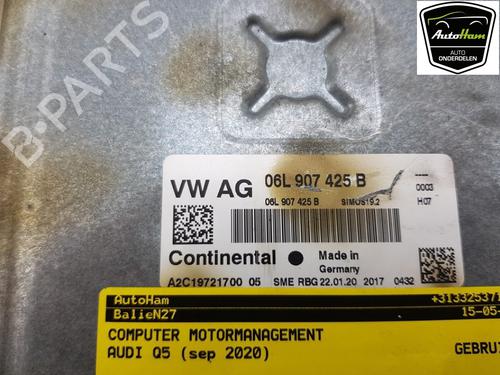 AutoHam
AUTO
ONDERDELEN
B-PARTS
VW AG
06L 907 425 B
06L 907 425 B
SIMOS19.2
0003
H07
Continental
Made in
Germany
A2C19721700 05
SME RBG 22.01.20 2017 0432
AutoHam
BalieN27
+313325371
15-05-
COMPUTER MOTORMANAGEMENT
AUDI Q5 (sep 2020)
GEBRUI